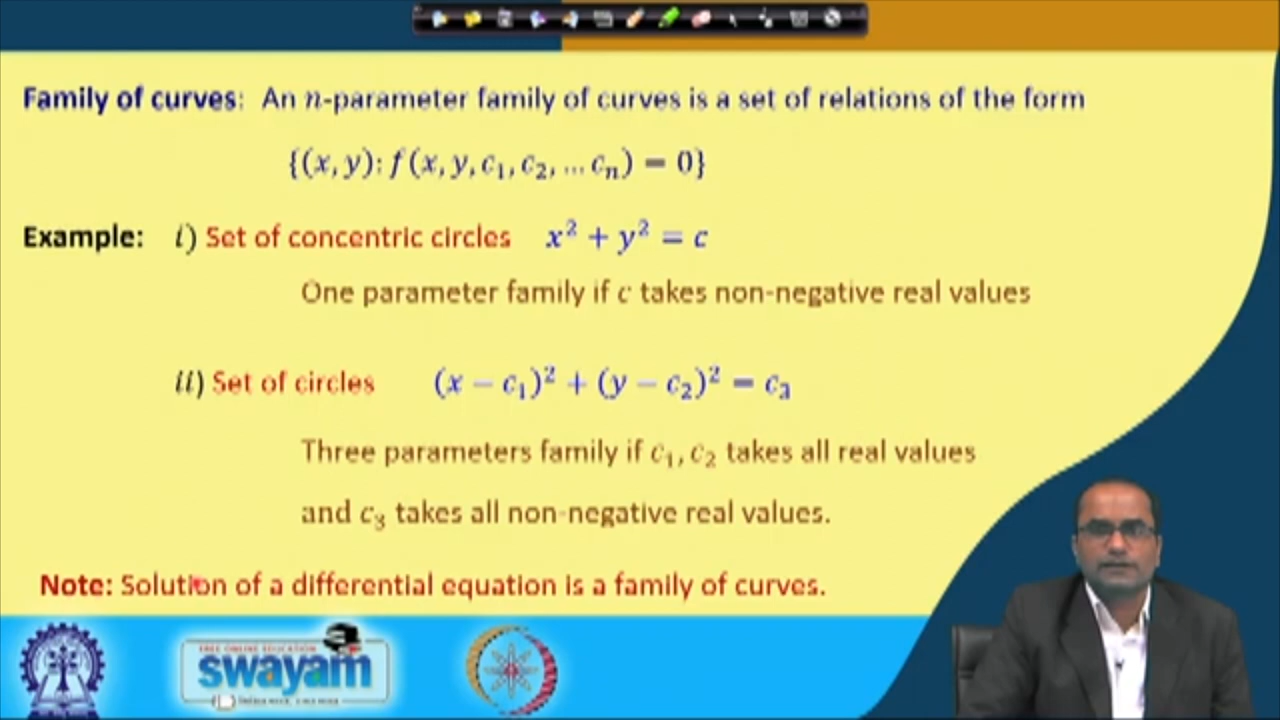 Family of curves: An n-parameter family of curves is a set of relations of the form
{(x, y): f(x, y, c₁, c₂, … cₙ) = 0}
Example: i) Set of concentric circles x² + y² = c
One parameter family if c takes non-negative real values
ii) Set of circles (x − c₁)² + (y − c₂)² = c₃
Three parameters family if c₁, c₂ takes all real values
and c₃ takes all non-negative real values.
Note: Solution of a differential equation is a family of curves.
FREE ONLINE EDUCATION
swayam